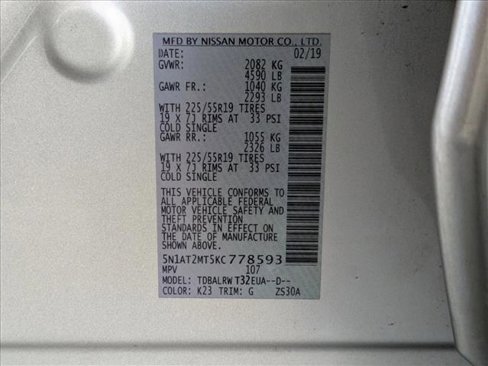 MFD BY NISSAN MOTOR CO., LTD.
DATE: 02/19
GVWR: 2082 KG
4590 LB
GAWR FR.: 1040 KG
2293 LB
WITH 225/55R19 TIRES
19 X 7J RIMS AT 33 PSI
COLD SINGLE
GAWR RR.: 1055 KG
2326 LB
WITH 225/55R19 TIRES
19 X 7J RIMS AT 33 PSI
COLD SINGLE
THIS VEHICLE CONFORMS TO
ALL APPLICABLE FEDERAL
MOTOR VEHICLE SAFETY AND
THEFT PREVENTION
STANDARDS IN EFFECT ON
THE DATE OF MANUFACTURE
SHOWN ABOVE.
5N1AT2MT5KC778593
MPV 107
MODEL: TDBALRWT32EUA--D--
COLOR: K23 TRIM: G ZS30A